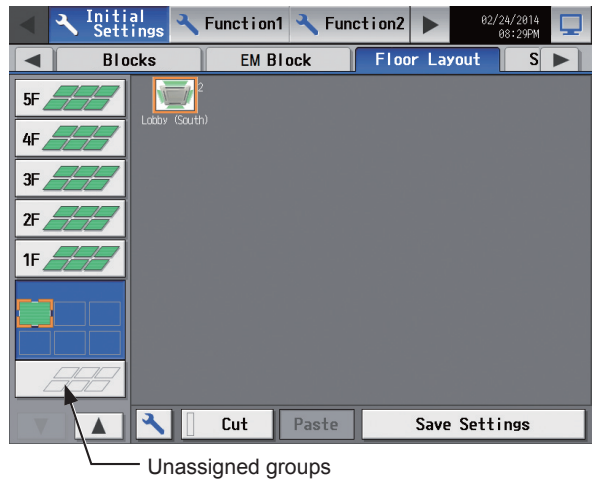 Initial
Settings
Function1
Function2
02/24/2014
08:29PM
Blocks
EM Block
Floor Layout
S
5F
2
Lobby (South)
4F
3F
2F
1F
Cut
Paste
Save Settings
Unassigned groups